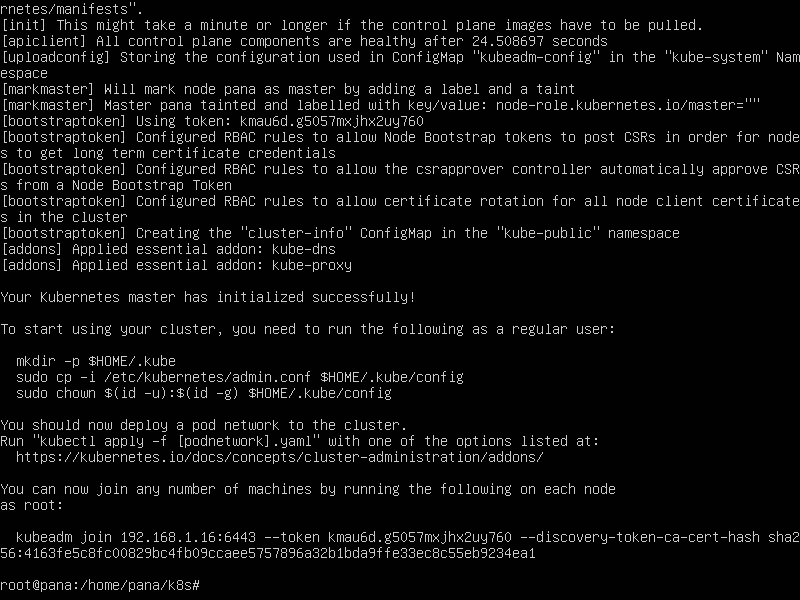 rnetes/manifests".
[init] This might take a minute or longer if the control plane images have to be pulled.
[apiclient] All control plane components are healthy after 24.508697 seconds
[uploadconfig] Storing the configuration used in ConfigMap "kubeadm-config" in the "kube-system" Nam
espace
[markmaster] Will mark node pana as master by adding a label and a taint
[markmaster] Master pana tainted and labelled with key/value: node-role.kubernetes.io/master=""
[bootstraptoken] Using token: kmau6d.g5057mxjhx2uy760
[bootstraptoken] Configured RBAC rules to allow Node Bootstrap tokens to post CSRs in order for node
s to get long term certificate credentials
[bootstraptoken] Configured RBAC rules to allow the csrapprover controller automatically approve CSR
s from a Node Bootstrap Token
[bootstraptoken] Configured RBAC rules to allow certificate rotation for all node client certificate
s in the cluster
[bootstraptoken] Creating the "cluster-info" ConfigMap in the "kube-public" namespace
[addons] Applied essential addon: kube-dns
[addons] Applied essential addon: kube-proxy

Your Kubernetes master has initialized successfully!

To start using your cluster, you need to run the following as a regular user:

  mkdir -p $HOME/.kube
  sudo cp -i /etc/kubernetes/admin.conf $HOME/.kube/config
  sudo chown $(id -u):$(id -g) $HOME/.kube/config

You should now deploy a pod network to the cluster.
Run "kubectl apply -f [podnetwork].yaml" with one of the options listed at:
  https://kubernetes.io/docs/concepts/cluster-administration/addons/

You can now join any number of machines by running the following on each node
as root:

  kubeadm join 192.168.1.16:6443 --token kmau6d.g5057mxjhx2uy760 --discovery-token-ca-cert-hash sha2
56:4163fe5c8fc00829bc4fb09ccaee5757896a32b1bda9ffe33ec8c55eb9234ea1

root@pana:/home/pana/k8s#